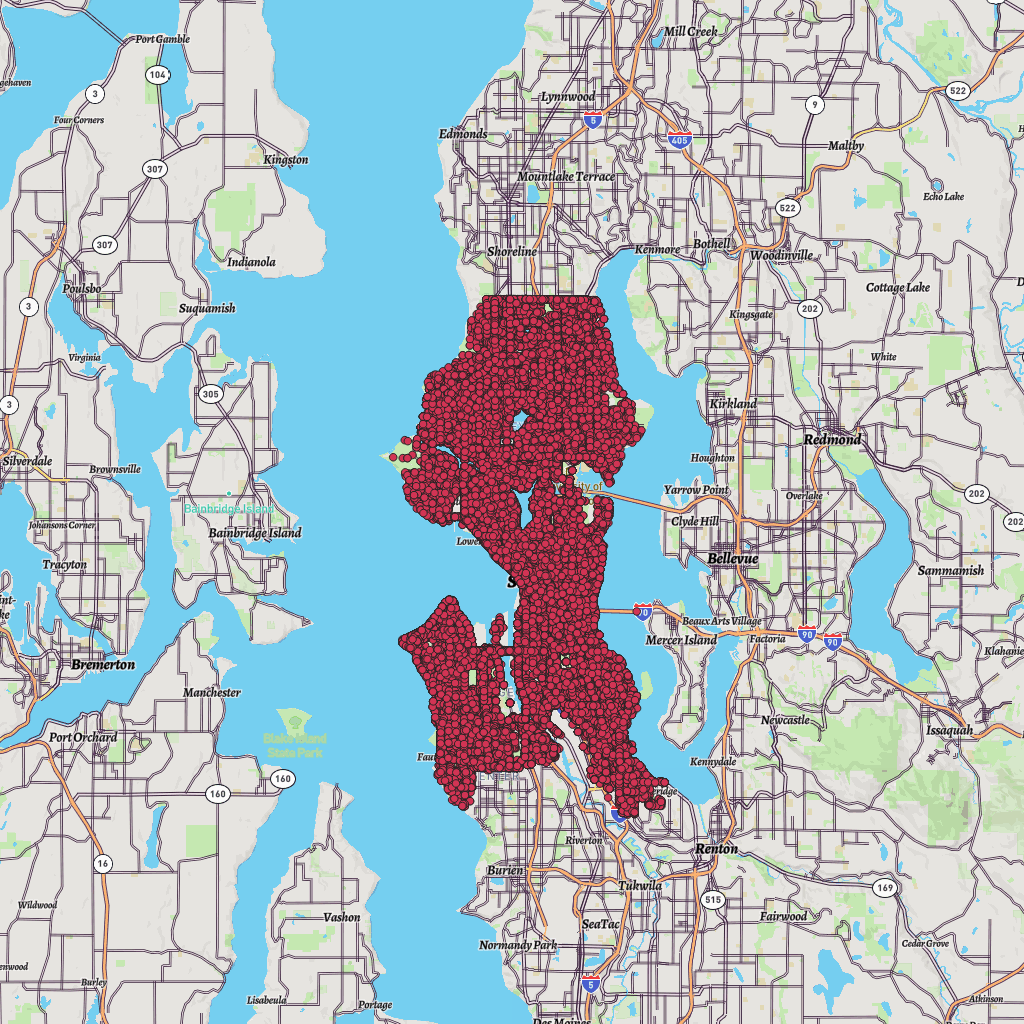 Port Gamble
Mill Creek
104
3
522
9
Lynnwood
5
Four Corners
Edmonds
405
Maltby
Kingston
307
Mountlake Terrace
Echo Lake
522
307
Shoreline
Kenmore
Bothell
Woodinville
Indianola
Poulsbo
Cottage Lake
3
Suquamish
202
Kingsgate
Virginia
White
305
3
Kirkland
Redmond
Silverdale
Houghton
Brownsville
City of
Yarrow Point
Overlake
202
Bainbridge Island
Clyde Hill
202
Johansons Corner
Bainbridge Island
Bellevue
Tracyton
Sammamish
90
Beaux Arts Village
90
Mercer Island
Factoria
90
Bremerton
Manchester
Newcastle
Issaquah
Port Orchard
Blake Island
State Park
Kennydale
160
160
Riverton
Renton
16
Burien
Tukwila
169
515
Wildwood
Vashon
Fairwood
SeaTac
Normandy Park
Cedar Grove
Burley
5
Lisabeula
Portage
Atkinson
Des Moines